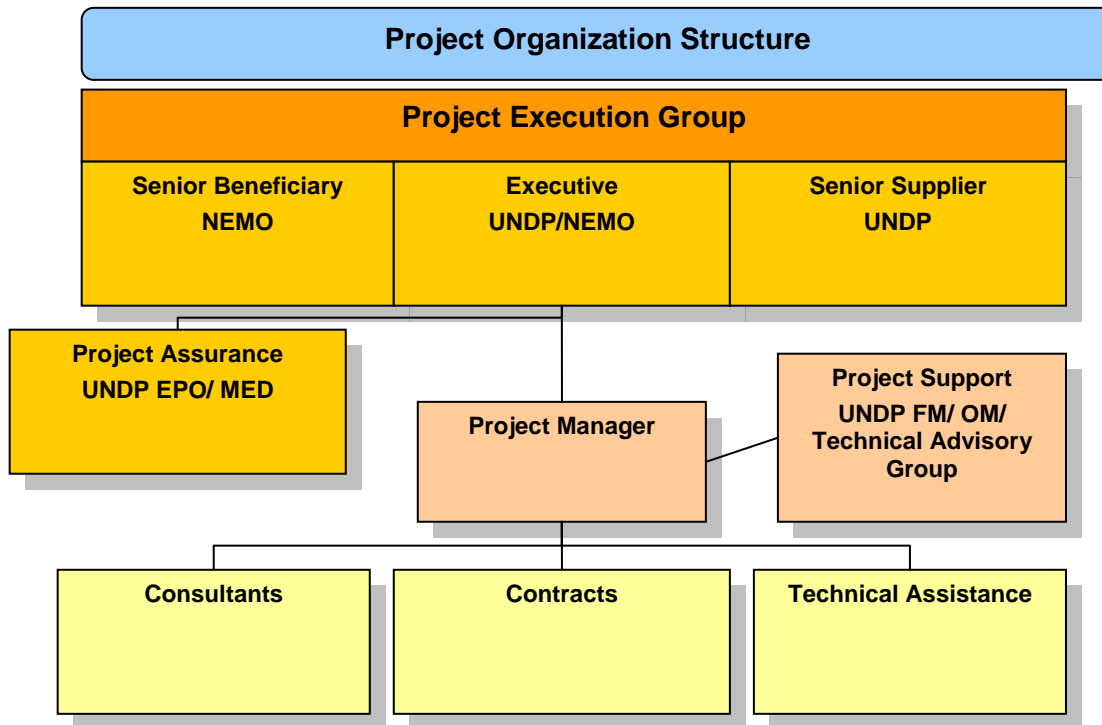 Project Organization Structure
Project Execution Group
Senior Beneficiary
NEMO
Executive
UNDP/NEMO
Senior Supplier
UNDP
Project Assurance
UNDP EPO/ MED
Project Manager
Project Support
UNDP FM/ OM/
Technical Advisory
Group
Consultants
Contracts
Technical Assistance